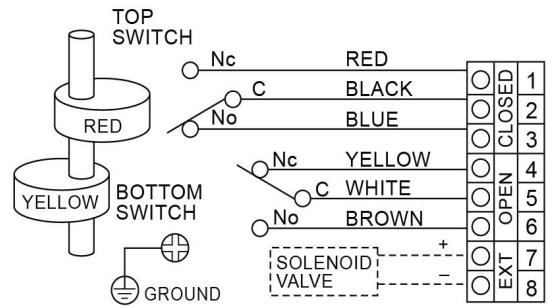 TOP
SWITCH
RED
YELLOW
BOTTOM
SWITCH
GROUND
Nc RED
C BLACK
No BLUE
Nc YELLOW
C WHITE
No BROWN
SOLENOID
VALVE
+
–
CLOSED
OPEN
EXT
1
2
3
4
5
6
7
8